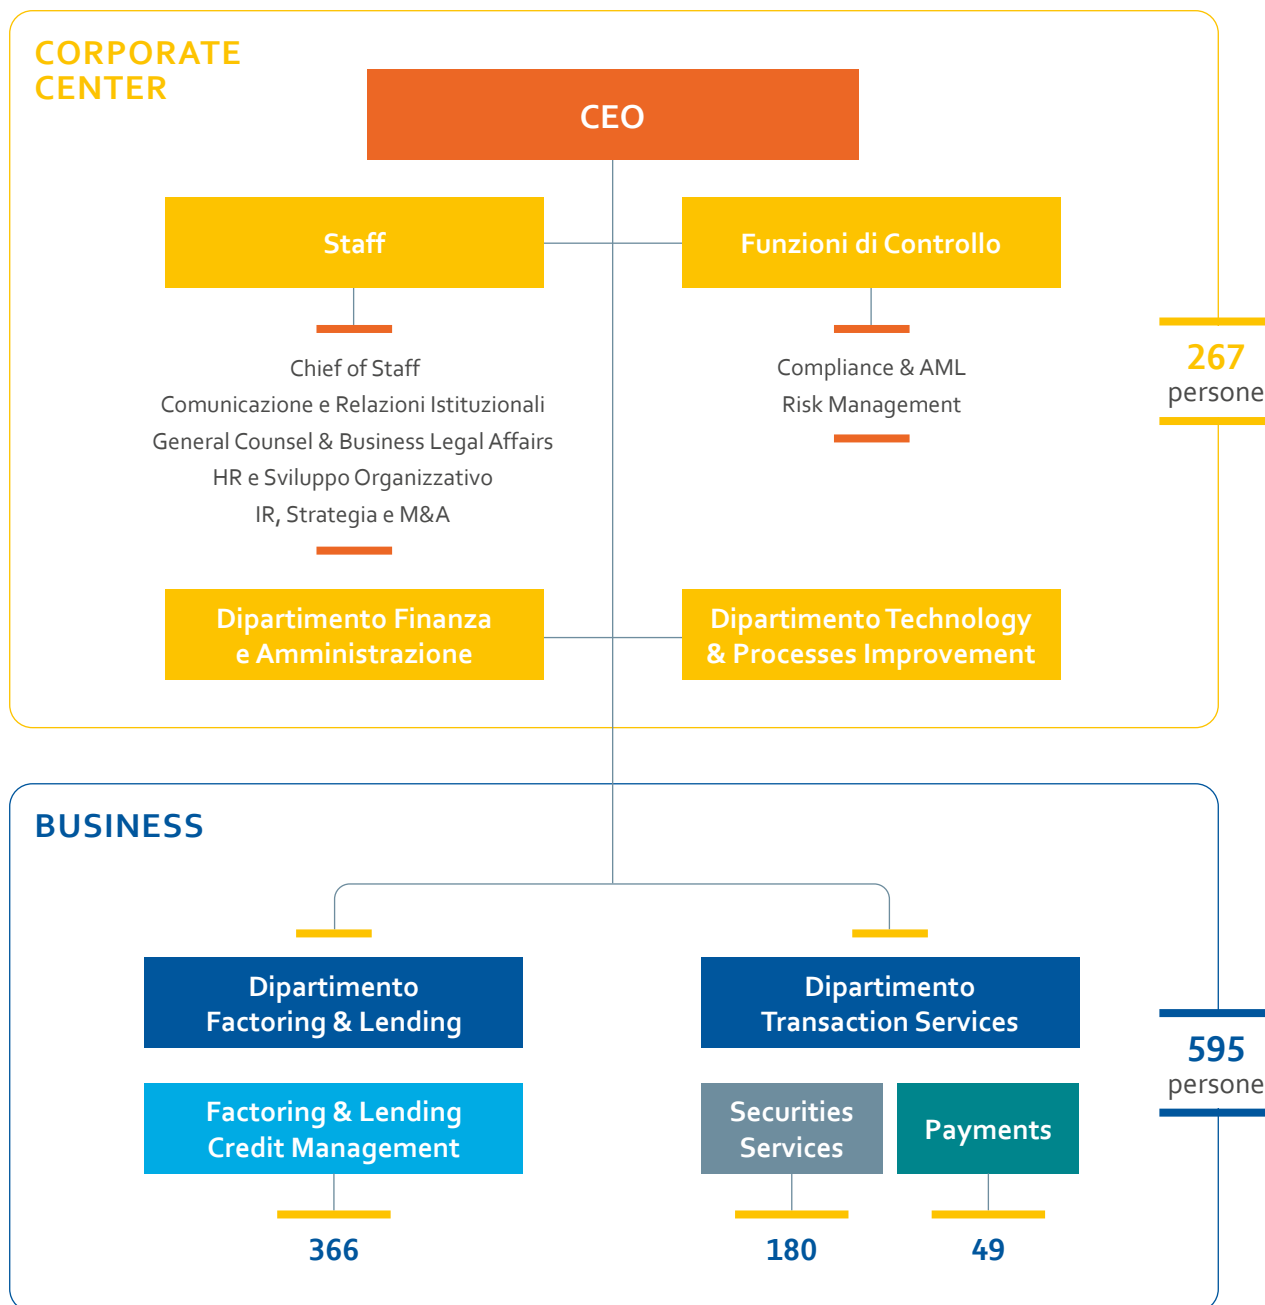 CORPORATE
CENTER
CEO
Staff
Funzioni di Controllo
Chief of Staff
Comunicazione e Relazioni Istituzionali
General Counsel & Business Legal Affairs
HR e Sviluppo Organizzativo
IR, Strategia e M&A
Compliance & AML
Risk Management
267
persone
Dipartimento Finanza
e Amministrazione
Dipartimento Technology
& Processes Improvement
BUSINESS
Dipartimento
Factoring & Lending
Dipartimento
Transaction Services
595
persone
Factoring & Lending
Credit Management
Securities
Services
Payments
366
180
49